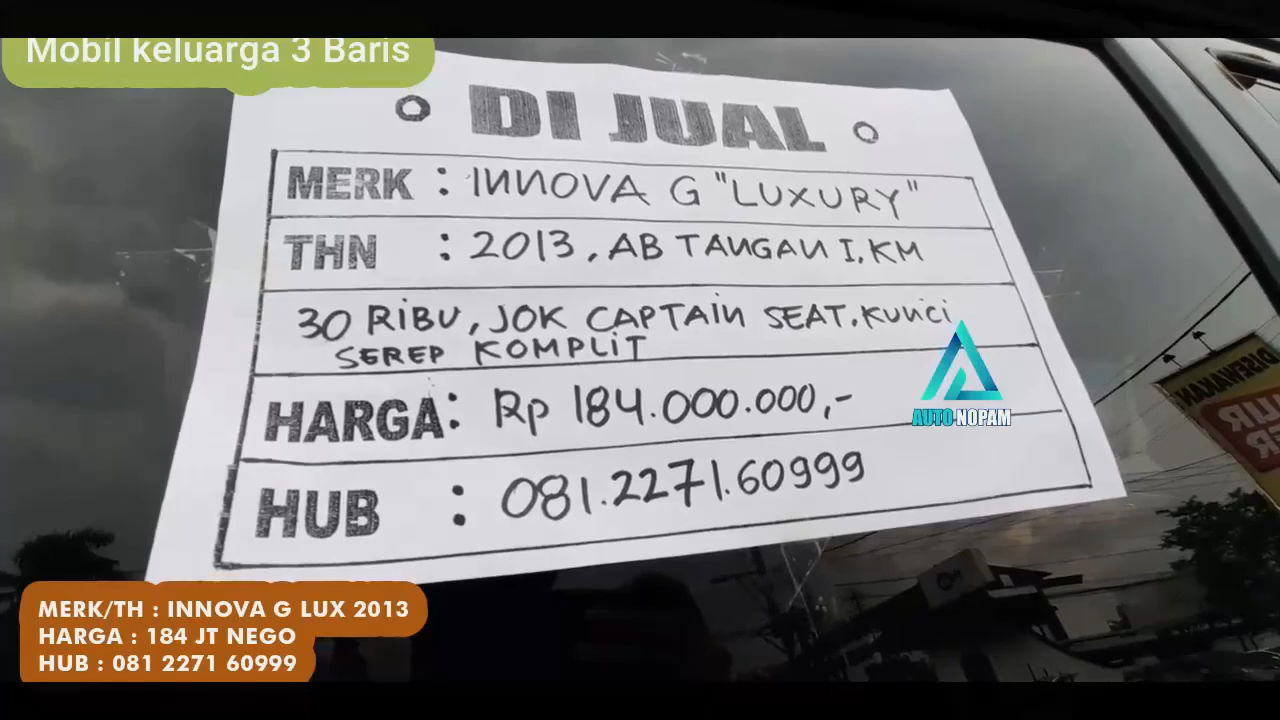 Mobil keluarga 3 Baris
DI JUAL
MERK : INNOVA G "LUXURY"
THN : 2013, AB TANGAN I, KM
30 RIBU, JOK CAPTAIN SEAT, KUNCI
SEREP KOMPLIT
HARGA: Rp 184.000.000,-
HUB : 081.2271.60999
AUTO NOPAM
DISEWAKAN
MERK/TH : INNOVA G LUX 2013
HARGA : 184 JT NEGO
HUB : 081 2271 60999